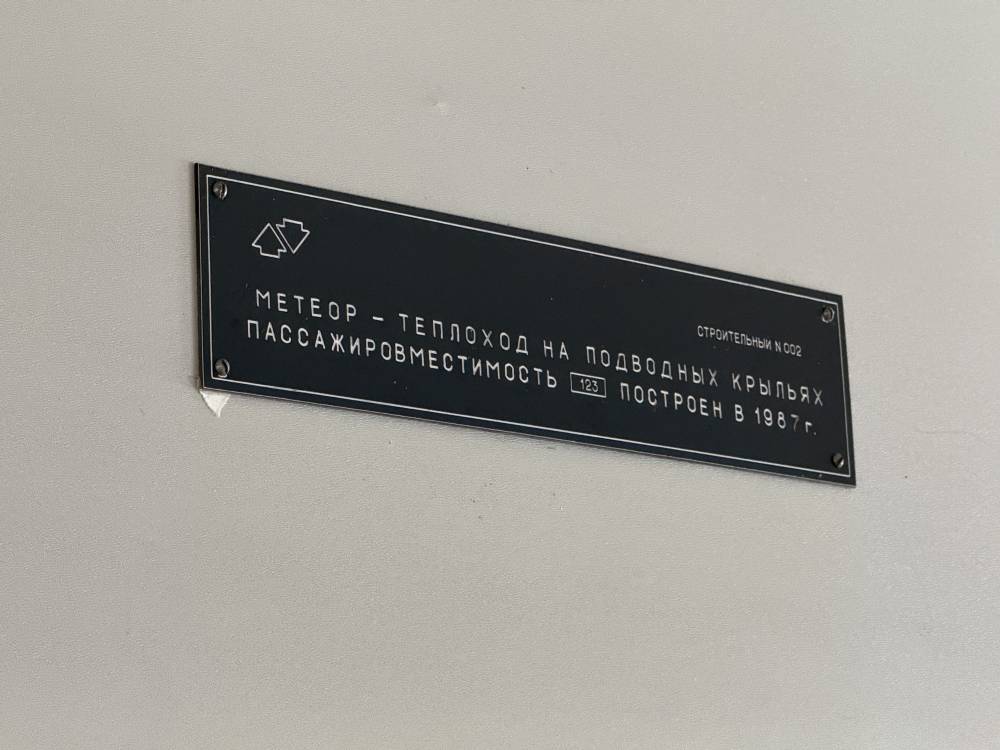 СТРОИТЕЛЬНЫЙ N 002
МЕТЕОР – ТЕПЛОХОД НА ПОДВОДНЫХ КРЫЛЬЯХ
ПАССАЖИРОВМЕСТИМОСТЬ 123 ПОСТРОЕН В 1987 г.